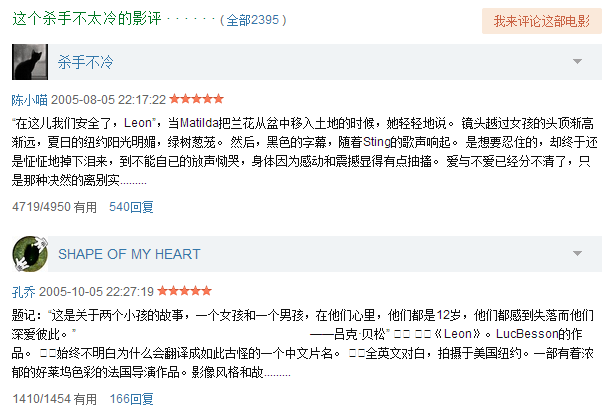 这个杀手不太冷的影评 · · · · · · ( 全部2395 )
我来评论这部电影
杀手不冷
陈小喵 2005-08-05 22:17:22 ★★★★★
“在这儿我们安全了，Leon”，当Matilda把兰花从盆中移入土地的时候，她轻轻地说。 镜头越过女孩的头顶渐高
渐远，夏日的纽约阳光明媚，绿树葱茏。 然后，黑色的字幕，随着Sting的歌声响起。 是想要忍住的，却终于还
是怔怔地掉下泪来，到不能自已的放声恸哭，身体因为感动和震撼显得有点抽搐。 爱与不爱已经分不清了，只
是那种决然的离别实.........
4719/4950 有用 540回复
SHAPE OF MY HEART
孔乔 2005-10-05 22:27:19 ★★★★★
题记：“这是关于两个小孩的故事，一个女孩和一个男孩，在他们心里，他们都是12岁，他们都感到失落而他们
深爱彼此。” ——吕克·贝松” □□ □□《Leon》。LucBesson的作
品。 □□始终不明白为什么会翻译成如此古怪的一个中文片名。 □□全英文对白，拍摄于美国纽约。一部有着浓
郁的好莱坞色彩的法国导演作品。影像风格和故.........
1410/1454 有用 166回复